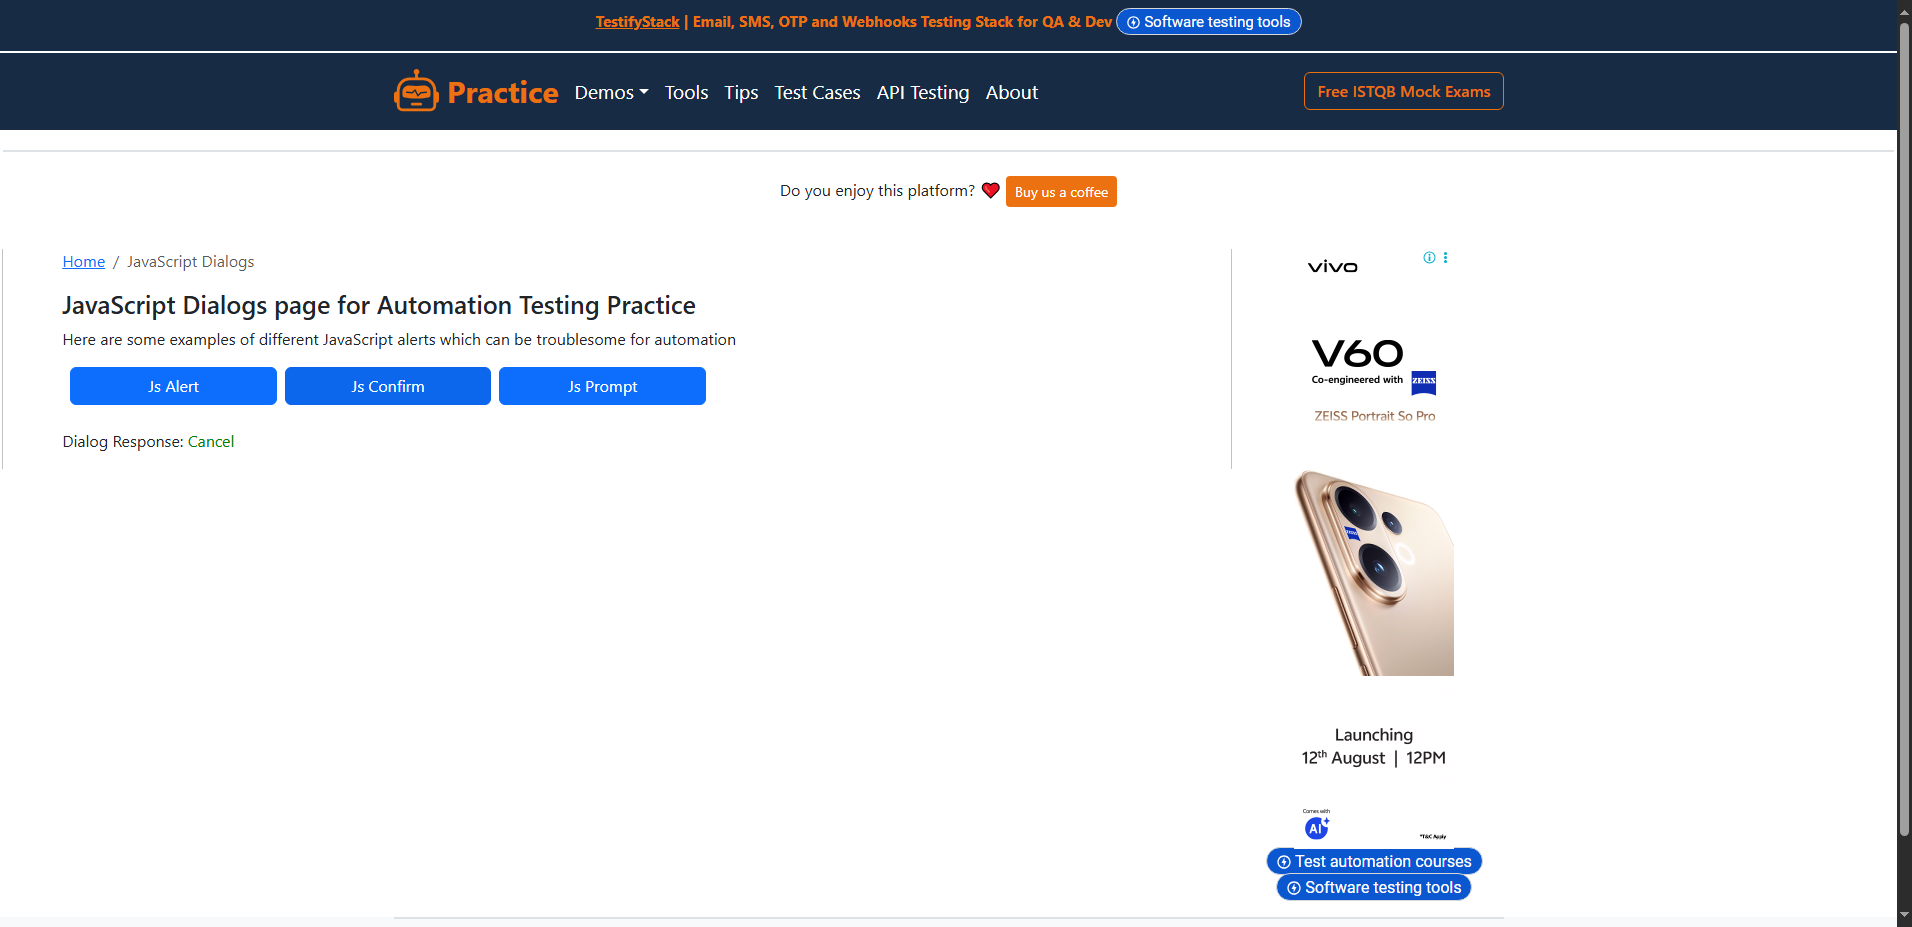 TestifyStack | Email, SMS, OTP and Webhooks Testing Stack for QA & Dev Software testing tools
Practice Demos Tools Tips Test Cases API Testing About Free ISTQB Mock Exams
Do you enjoy this platform? Buy us a coffee
Home / JavaScript Dialogs
JavaScript Dialogs page for Automation Testing Practice
Here are some examples of different JavaScript alerts which can be troublesome for automation
Js Alert Js Confirm Js Prompt
Dialog Response: Cancel
vivo
V60
Co-engineered with ZEISS
ZEISS Portrait So Pro
ZEISS
Launching
12th August | 12PM
Comes with
AI
*T&C Apply
Test automation courses
Software testing tools